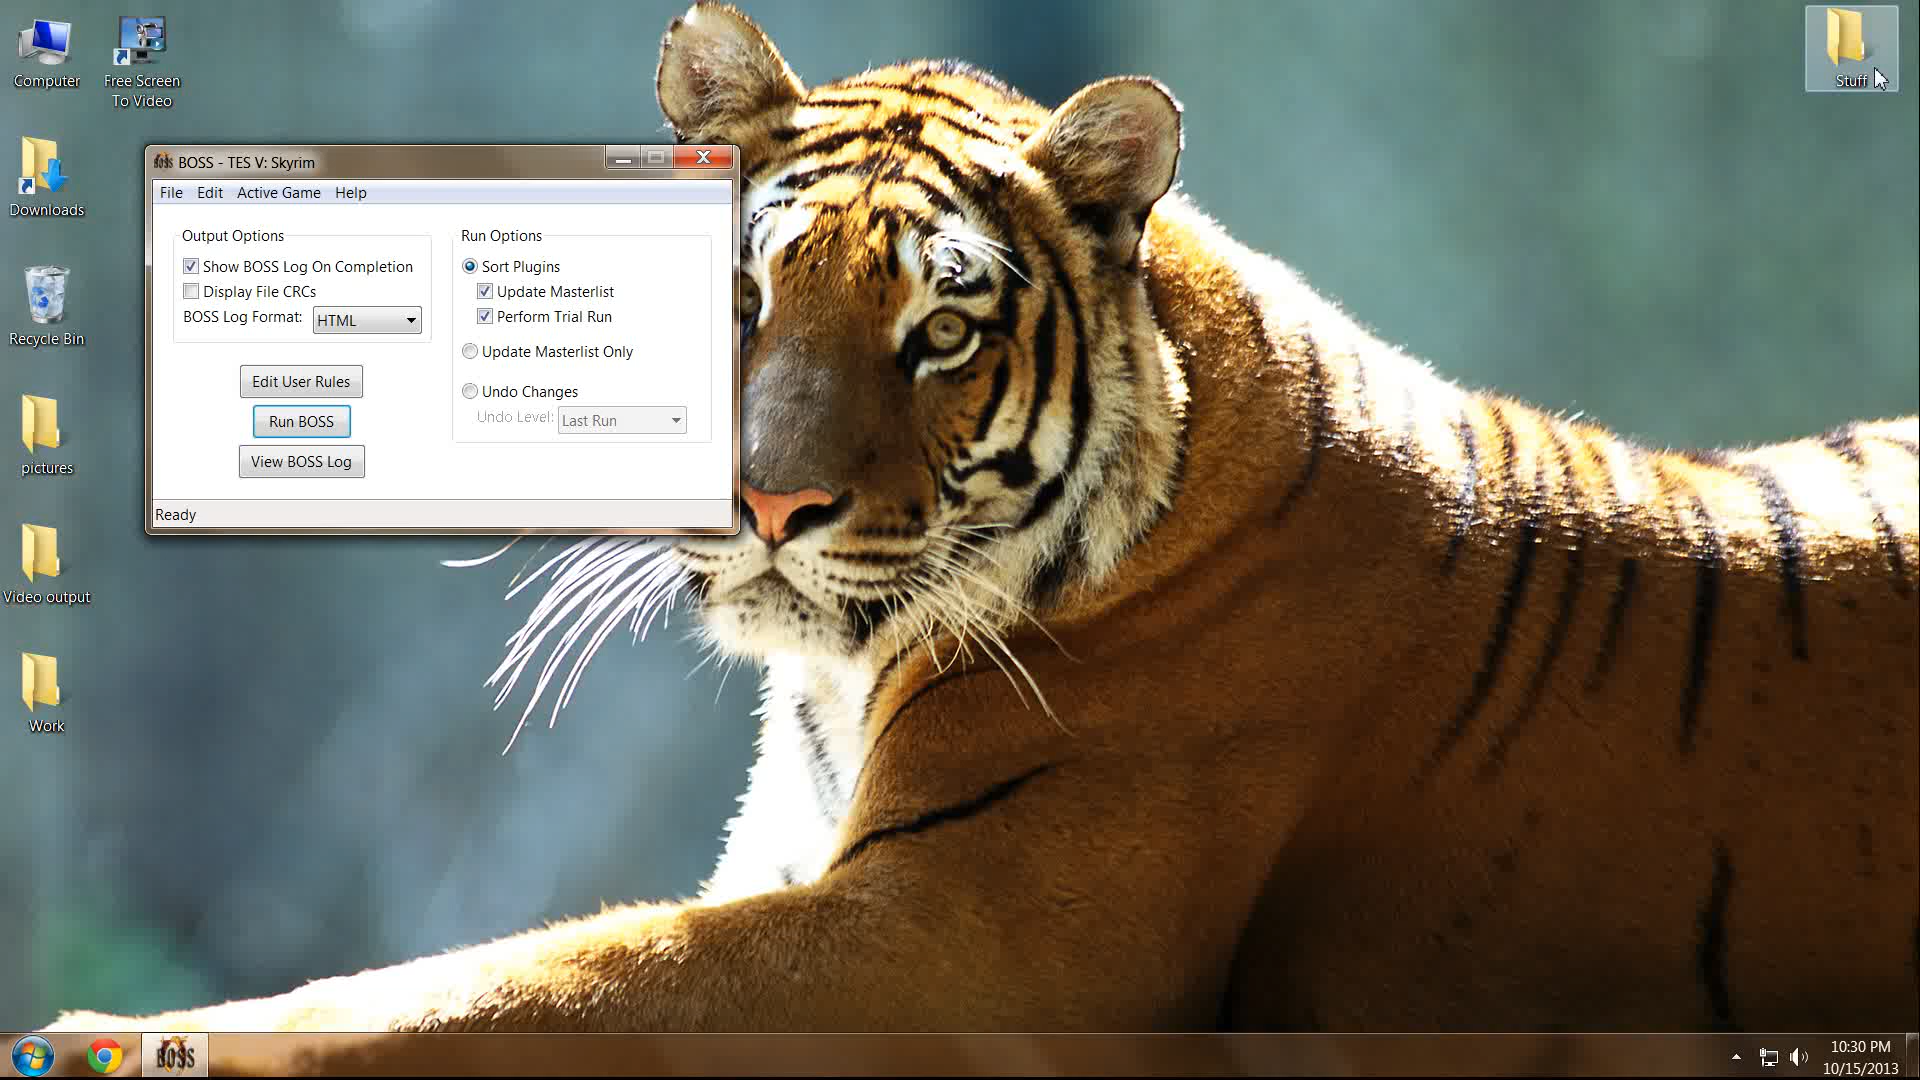 Computer
Free Screen
To Video
Stuff
Downloads
Recycle Bin
pictures
Video output
Work
BOSS
BOSS - TES V: Skyrim
File Edit Active Game Help
Output Options
Show BOSS Log On Completion
Display File CRCs
BOSS Log Format: HTML
Edit User Rules
Run BOSS
View BOSS Log
Run Options
Sort Plugins
Update Masterlist
Perform Trial Run
Update Masterlist Only
Undo Changes
Undo Level: Last Run
Ready
BOSS
10:30 PM
10/15/2013